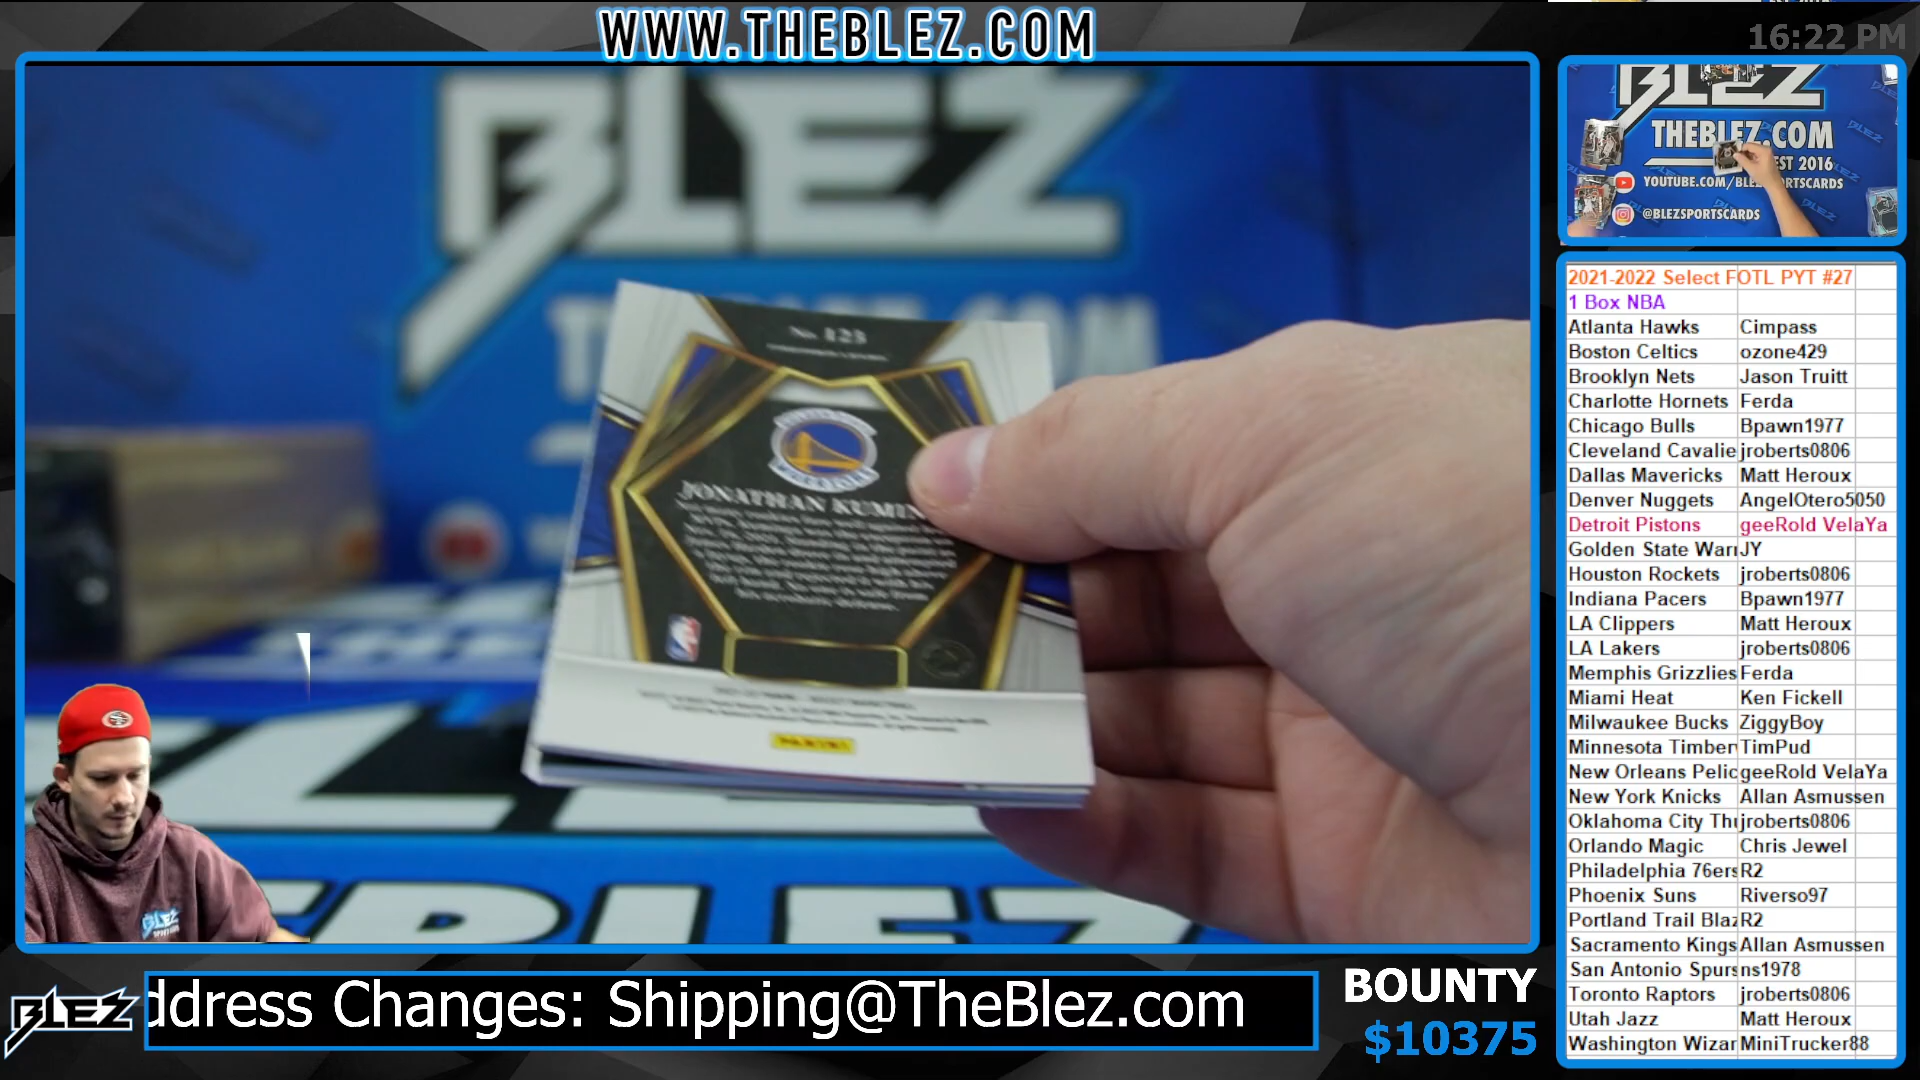 WWW.THEBLEZ.COM
16:22 PM
BLEZ
THEBLEZ.COM
EST 2016
YOUTUBE.COM/BLEZSPORTSCARDS
@BLEZSPORTSCARDS
No. 123
JONATHAN KUMIN
PANINI
2021-2022 Select FOTL PYT #27
1 Box NBA
Atlanta Hawks Cimpass
Boston Celtics ozone429
Brooklyn Nets Jason Truitt
Charlotte Hornets Ferda
Chicago Bulls Bpawn1977
Cleveland Cavalie jroberts0806
Dallas Mavericks Matt Heroux
Denver Nuggets AngelOtero5050
Detroit Pistons geeRold VelaYa
Golden State Warr JY
Houston Rockets jroberts0806
Indiana Pacers Bpawn1977
LA Clippers Matt Heroux
LA Lakers jroberts0806
Memphis Grizzlies Ferda
Miami Heat Ken Fickell
Milwaukee Bucks ZiggyBoy
Minnesota Timber TimPud
New Orleans Pelic geeRold VelaYa
New York Knicks Allan Asmussen
Oklahoma City Thu jroberts0806
Orlando Magic Chris Jewel
Philadelphia 76ers R2
Phoenix Suns Riverso97
Portland Trail Blaz R2
Sacramento Kings Allan Asmussen
San Antonio Spurs ns1978
Toronto Raptors jroberts0806
Utah Jazz Matt Heroux
Washington Wizar MiniTrucker88
BLEZ
ddress Changes: Shipping@TheBlez.com
BOUNTY
$10375